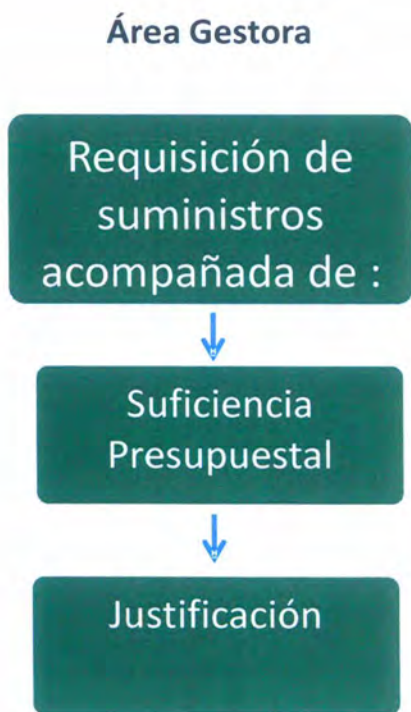 Área Gestora
Requisición de
suministros
acompañada de :
Suficiencia
Presupuestal
Justificación